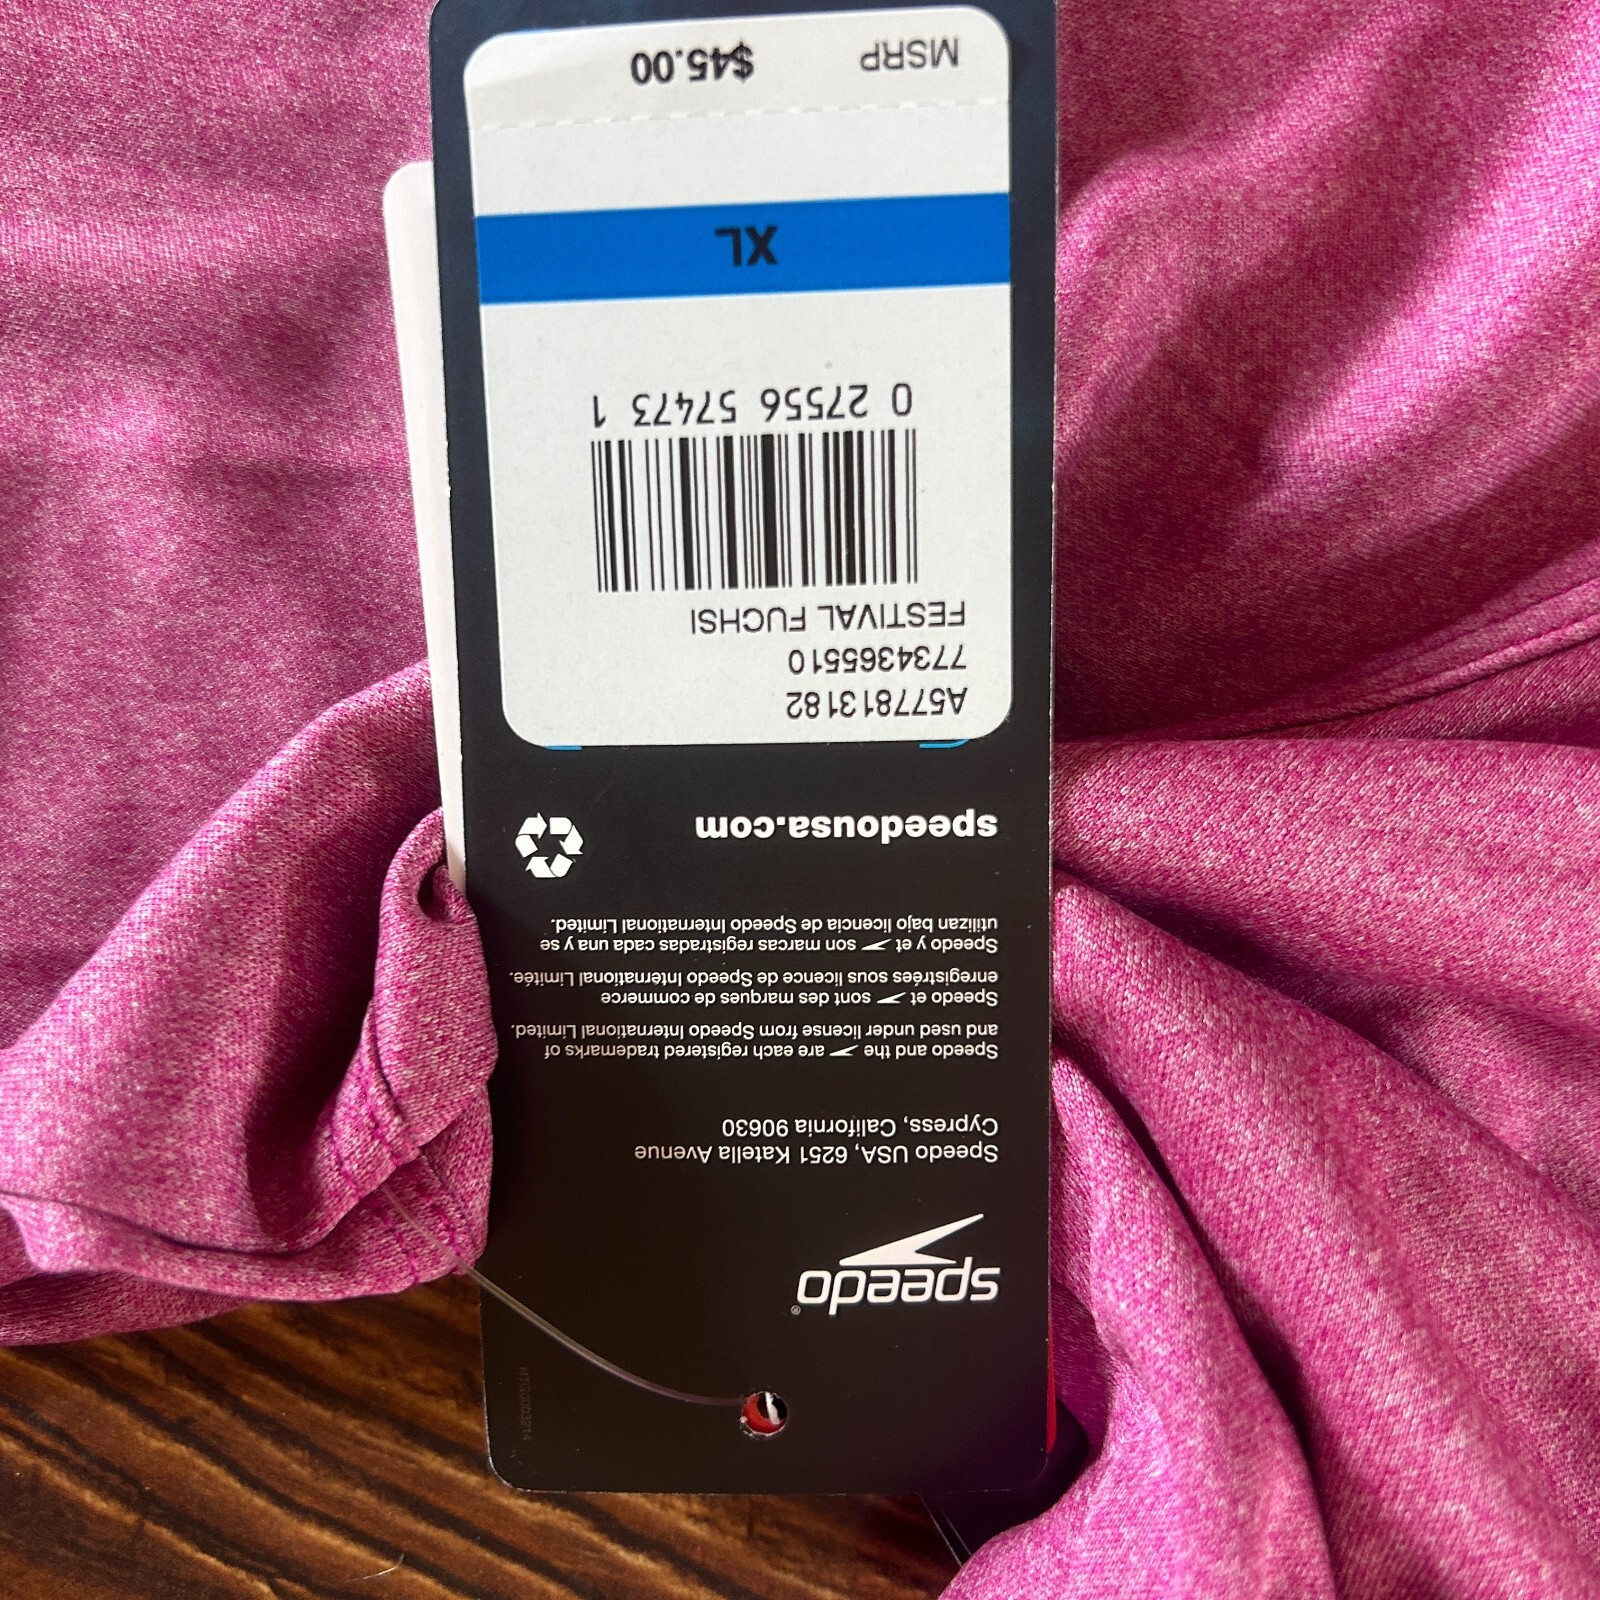 speedo®
Speedo USA, 6251 Katella Avenue
Cypress, California 90630
Speedo and the are each registered trademarks of
and used under license from Speedo International Limited.
Speedo et sont des marques de commerce
enregistrées sous licence de Speedo International Limitée.
Speedo y et son marcas registradas cada una y se
utilizan bajo licencia de Speedo International Limited.
speedousa.com
A577813182
7734365510
FESTIVAL FUCHSI
0 27556 57473 1
XL
MSRP $45.00